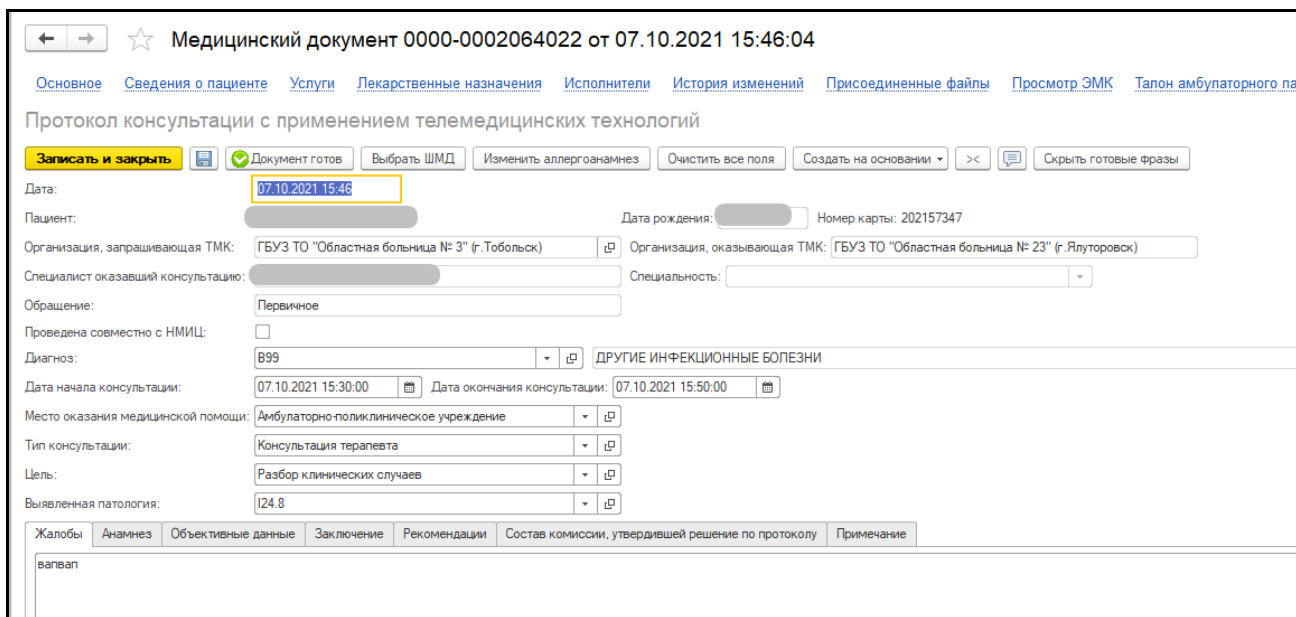 Медицинский документ 0000-0002064022 от 07.10.2021 15:46:04
Основное Сведения о пациенте Услуги Лекарственные назначения Исполнители История изменений Присоединенные файлы Просмотр ЭМК Талон амбулаторного па
Протокол консультации с применением телемедицинских технологий
Записать и закрыть Документ готов Выбрать ШМД Изменить аллергоанамнез Очистить все поля Создать на основании >< Скрыть готовые фразы
Дата: 07.10.2021 15:46
Пациент: Дата рождения: Номер карты: 202157347
Организация, запрашивающая ТМК: ГБУЗ ТО "Областная больница № 3" (г.Тобольск) Организация, оказывающая ТМК: ГБУЗ ТО "Областная больница № 23" (г.Ялуторовск)
Специалист оказавший консультацию: Специальность:
Обращение: Первичное
Проведена совместно с НМИЦ:
Диагноз: B99 ДРУГИЕ ИНФЕКЦИОННЫЕ БОЛЕЗНИ
Дата начала консультации: 07.10.2021 15:30:00 Дата окончания консультации: 07.10.2021 15:50:00
Место оказания медицинской помощи: Амбулаторно-поликлиническое учреждение
Тип консультации: Консультация терапевта
Цель: Разбор клинических случаев
Выявленная патология: I24.8
Жалобы Анамнез Объективные данные Заключение Рекомендации Состав комиссии, утвердившей решение по протоколу Примечание
вапвап